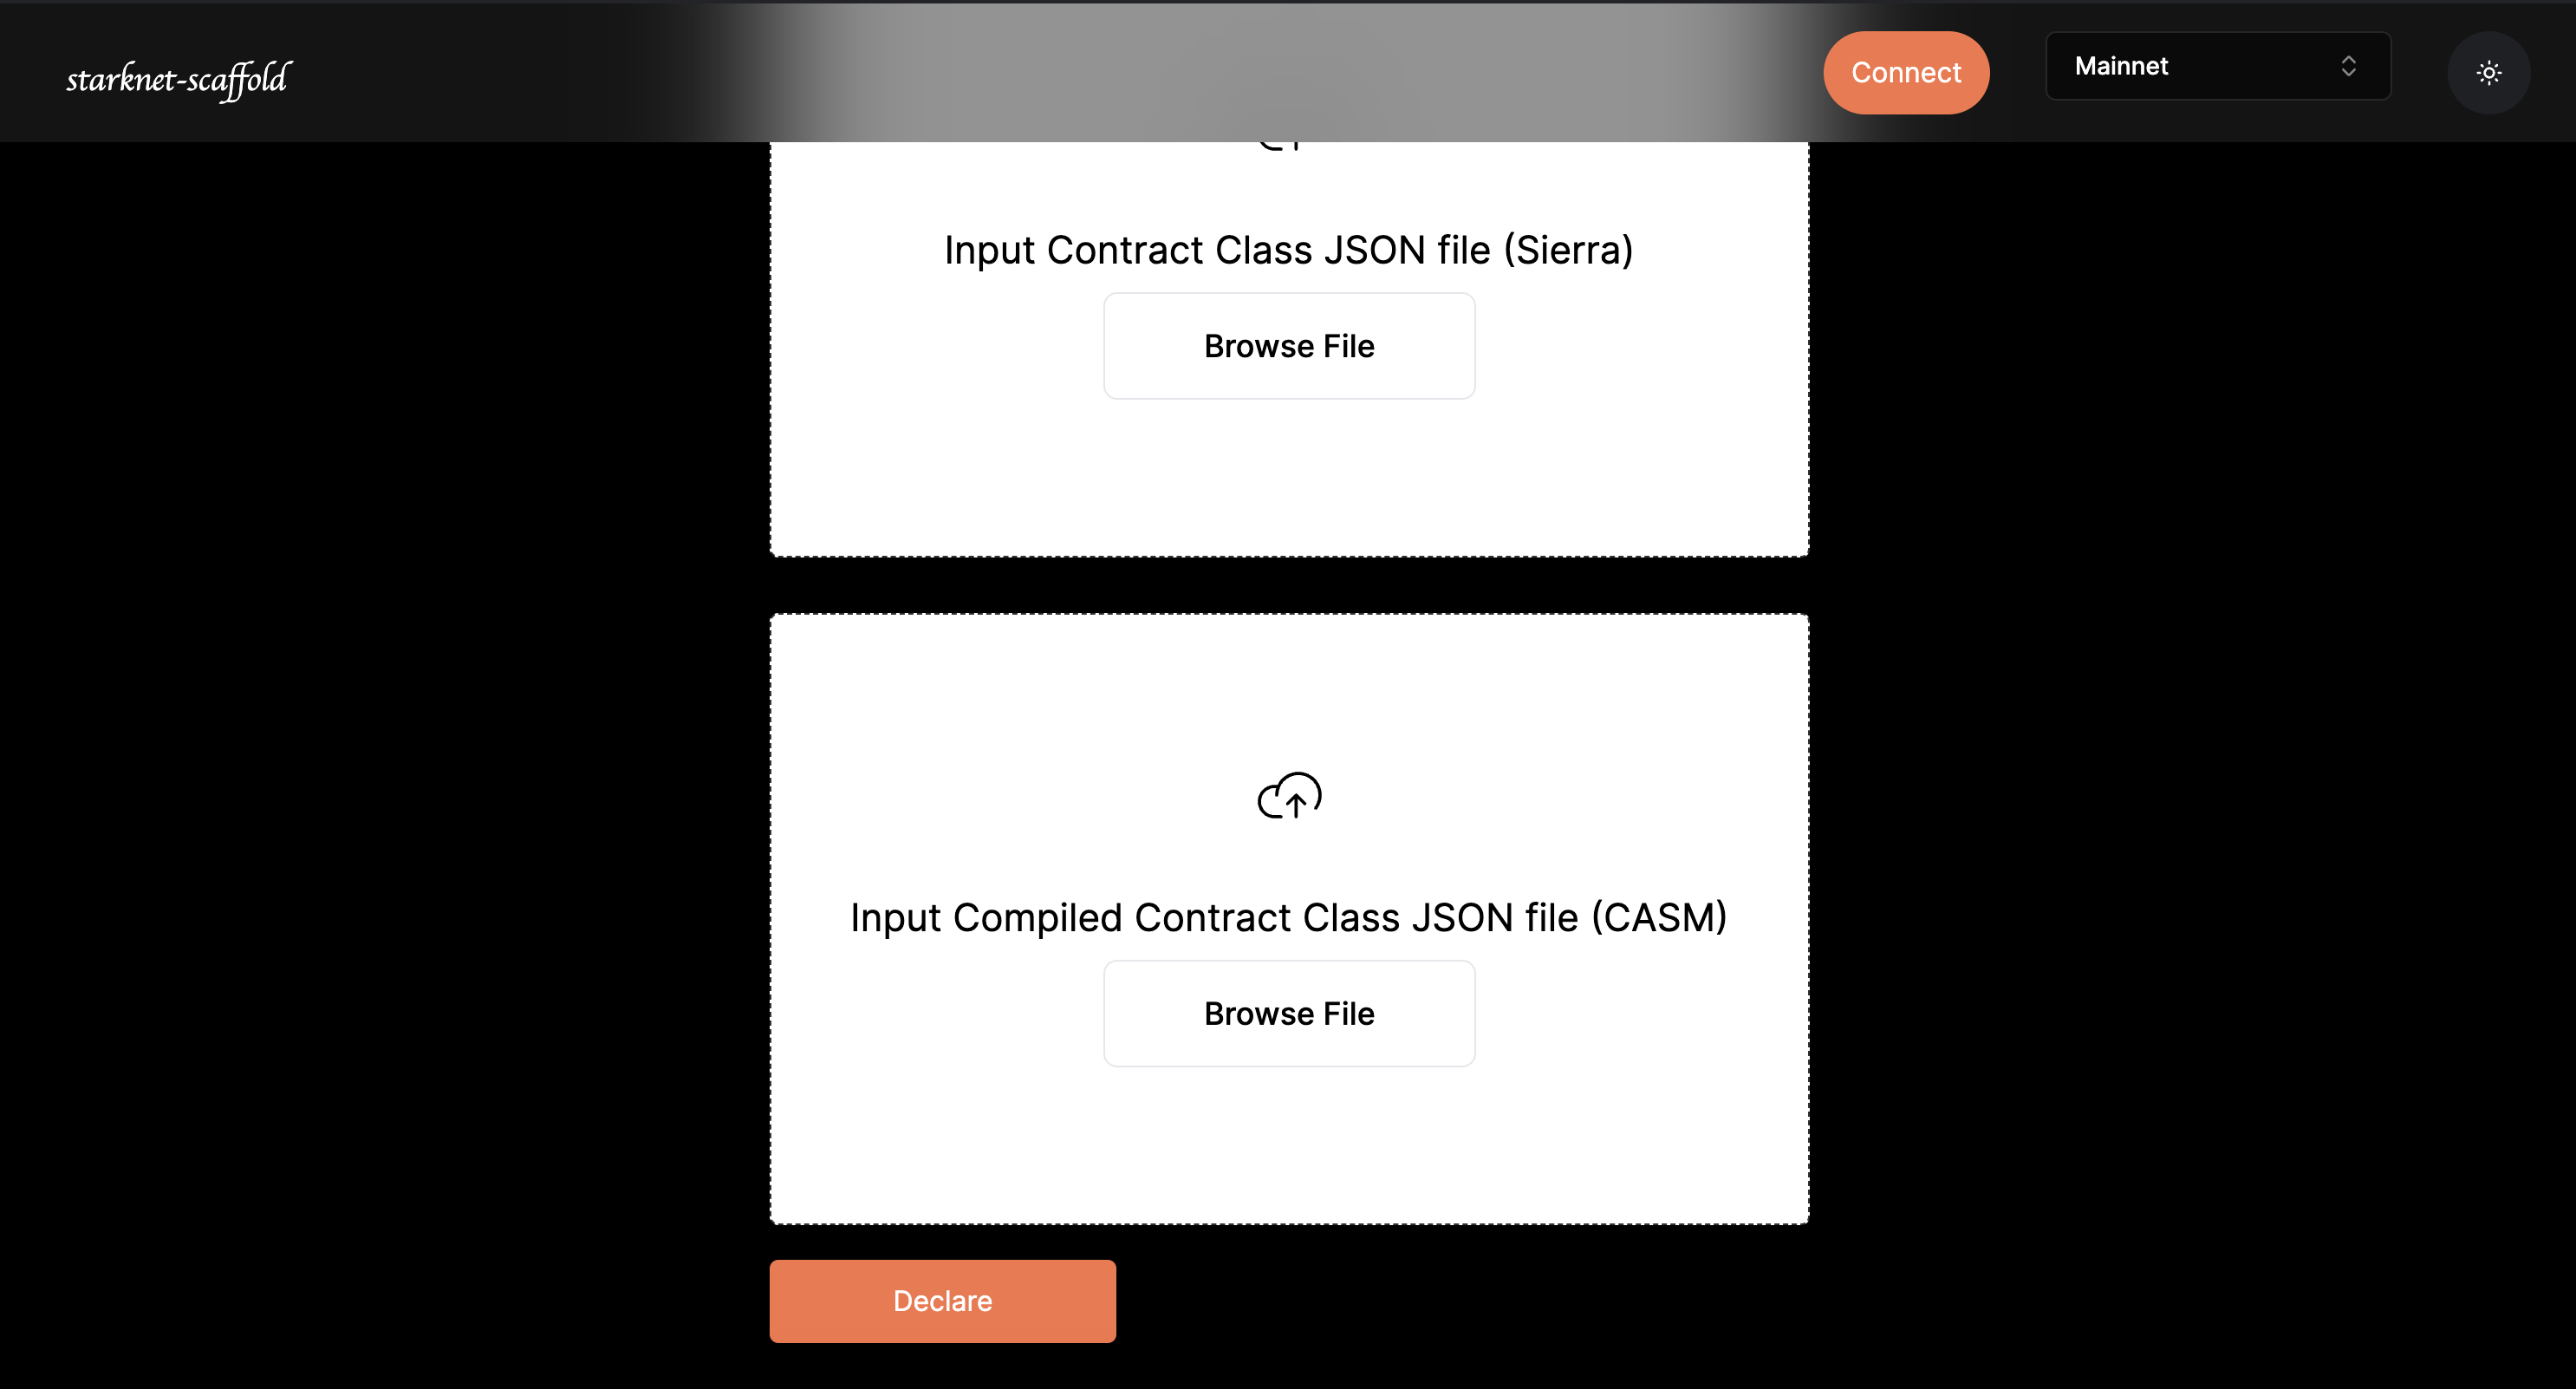 starknet-scaffold
Connect
Mainnet
Input Contract Class JSON file (Sierra)
Browse File
Input Compiled Contract Class JSON file (CASM)
Browse File
Declare